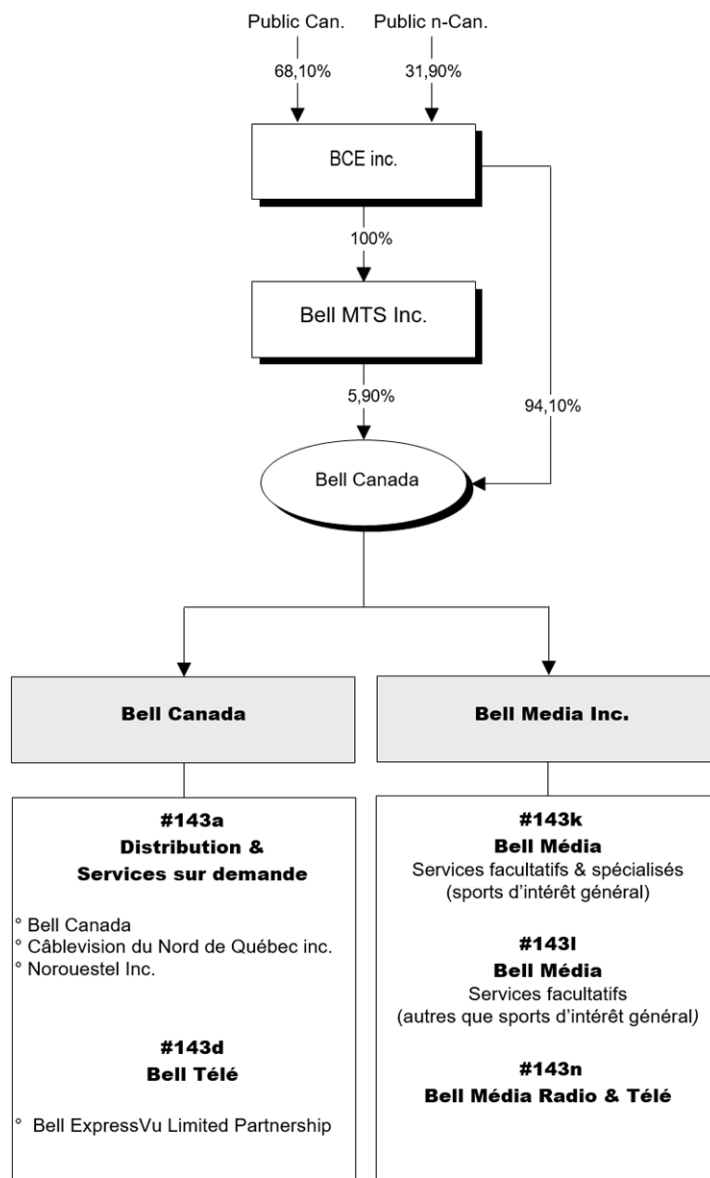 Public Can.
Public n-Can.
68,10%
31,90%
BCE inc.
100%
Bell MTS Inc.
5,90%
94,10%
Bell Canada
Bell Canada
#143a
Distribution &
Services sur demande
° Bell Canada
° Câblevision du Nord de Québec inc.
° Norouestel Inc.
#143d
Bell Télé
° Bell ExpressVu Limited Partnership
Bell Media Inc.
#143k
Bell Média
Services facultatifs & spécialisés
(sports d’intérêt général)
#143l
Bell Média
Services facultatifs
(autres que sports d’intérêt général)
#143n
Bell Média Radio & Télé